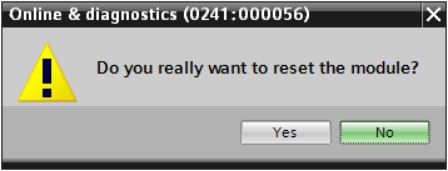 Online & diagnostics (0241:000056)
Do you really want to reset the module?
Yes No